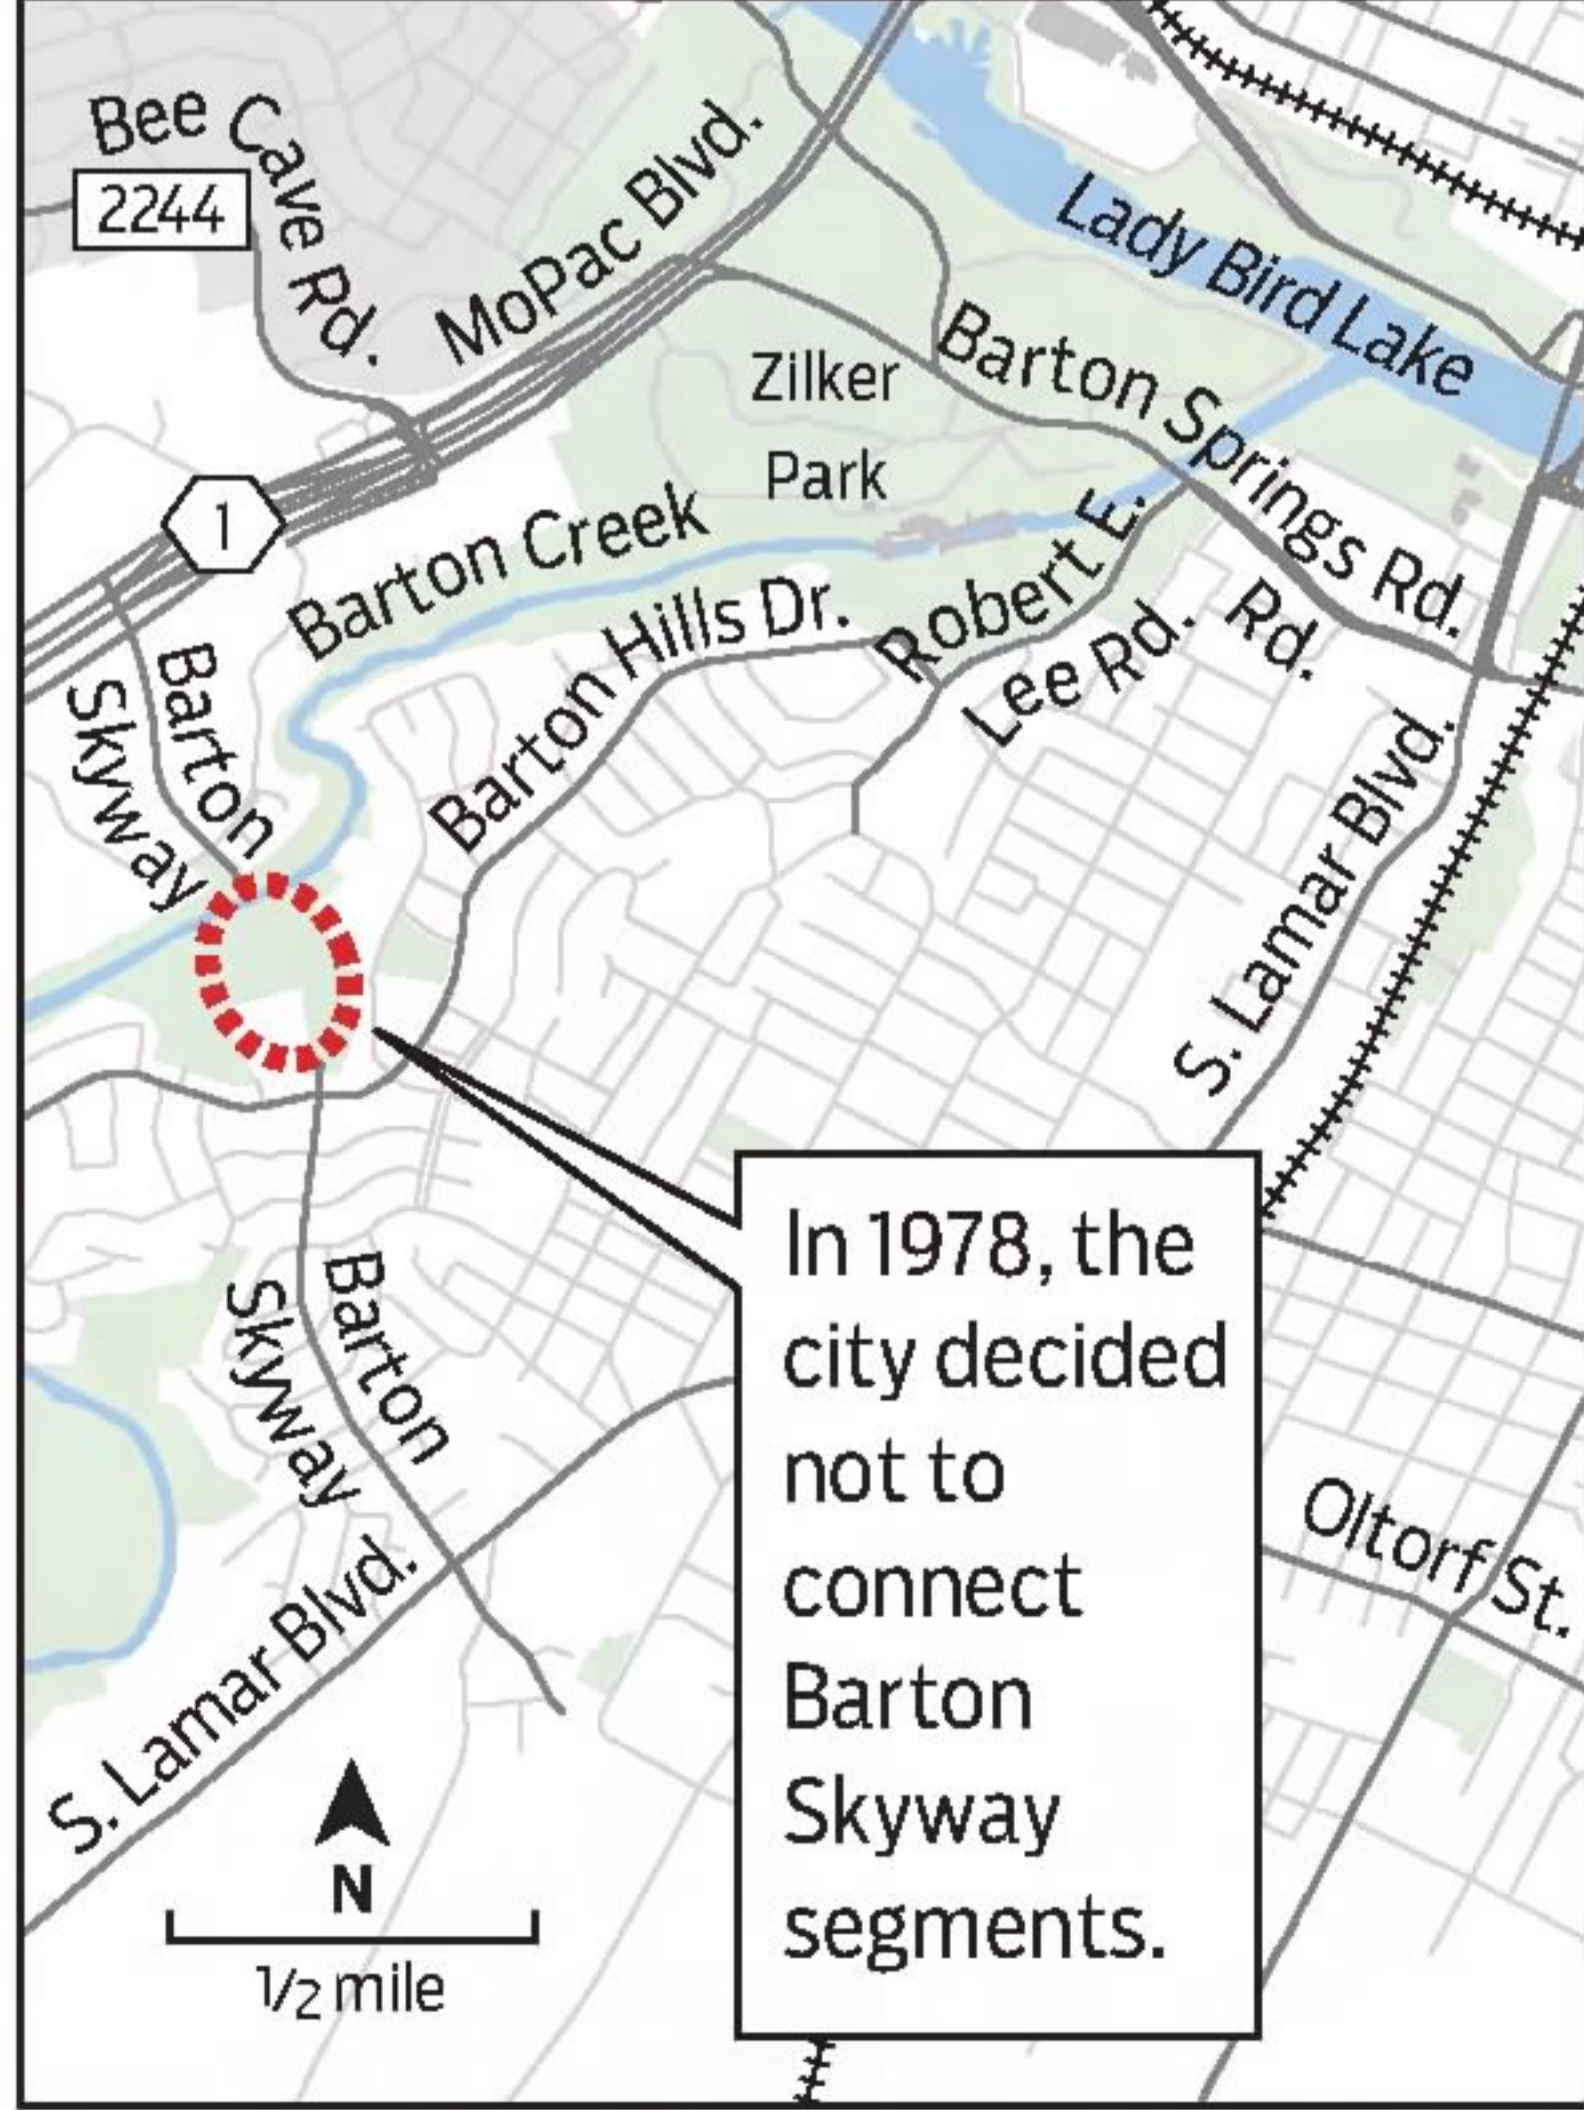 Bee Cave Rd.
2244
MoPac Blvd.
Lady Bird Lake
Zilker
Park
Barton Springs Rd.
1
Barton Creek
Robert E.
Lee Rd.
Rd.
Barton Hills Dr.
Barton
Skyway
S. Lamar Blvd.
In 1978, the
city decided
not to
connect
Barton
Skyway
segments.
Barton
Skyway
Oltorf St.
S. Lamar Blvd.
N
1/2 mile